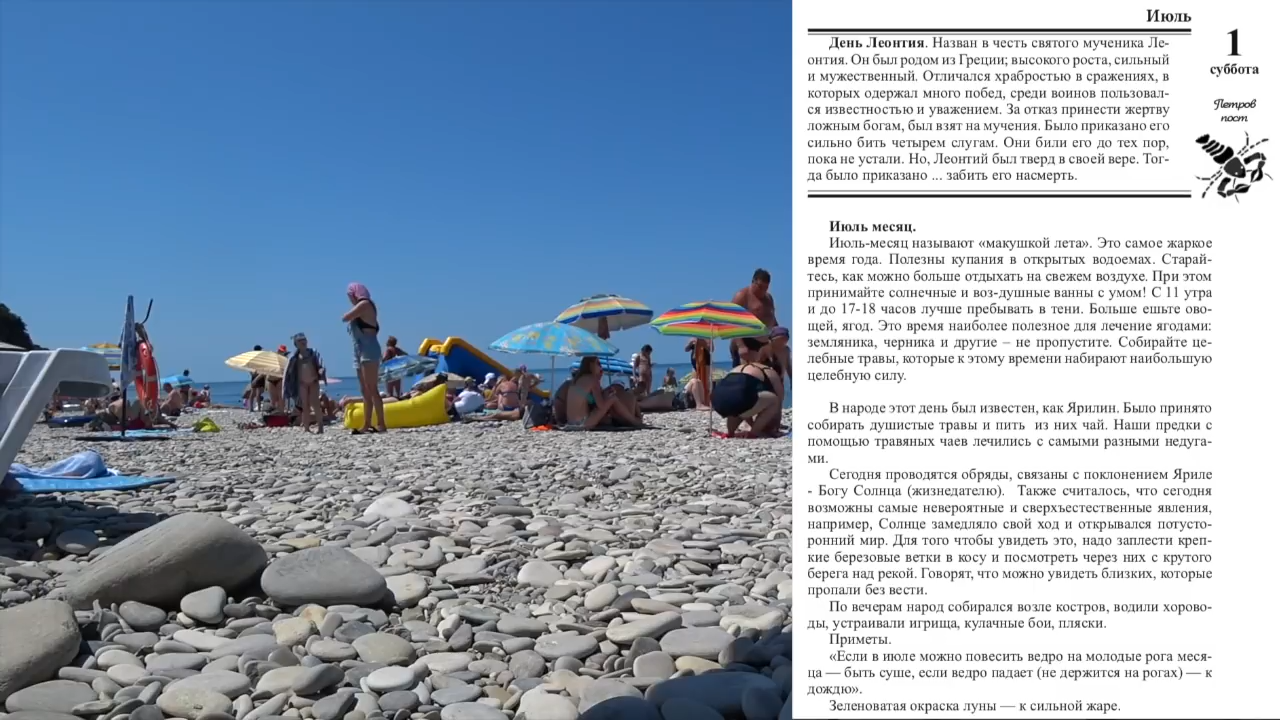 Июль
День Леонтия. Назван в честь святого мученика Ле-
онтия. Он был родом из Греции; высокого роста, сильный
и мужественный. Отличался храбростью в сражениях, в
которых одержал много побед, среди воинов пользовал-
ся известностью и уважением. За отказ принести жертву
ложным богам, был взят на мучения. Было приказано его
сильно бить четырем слугам. Они били его до тех пор,
пока не устали. Но, Леонтий был тверд в своей вере. Тог-
да было приказано ... забить его насмерть.
1
суббота
Петров
пост
Июль месяц.
Июль-месяц называют «макушкой лета». Это самое жаркое
время года. Полезны купания в открытых водоемах. Старай-
тесь, как можно больше отдыхать на свежем воздухе. При этом
принимайте солнечные и воз-душные ванны с умом! С 11 утра
и до 17-18 часов лучше пребывать в тени. Больше ешьте ово-
щей, ягод. Это время наиболее полезное для лечение ягодами:
земляника, черника и другие – не пропустите. Собирайте це-
лебные травы, которые к этому времени набирают наибольшую
целебную силу.
В народе этот день был известен, как Ярилин. Было принято
собирать душистые травы и пить из них чай. Наши предки с
помощью травяных чаев лечились с самыми разными недуга-
ми.
Сегодня проводятся обряды, связаны с поклонением Яриле
- Богу Солнца (жизнедателю). Также считалось, что сегодня
возможны самые невероятные и сверхъестественные явления,
например, Солнце замедляло свой ход и открывался потусто-
ронний мир. Для того чтобы увидеть это, надо заплести креп-
кие березовые ветки в косу и посмотреть через них с крутого
берега над рекой. Говорят, что можно увидеть близких, которые
пропали без вести.
По вечерам народ собирался возле костров, водили хорово-
ды, устраивали игрища, кулачные бои, пляски.
Приметы.
«Если в июле можно повесить ведро на молодые рога меся-
ца — быть суше, если ведро падает (не держится на рогах) — к
дождю».
Зеленоватая окраска луны — к сильной жаре.